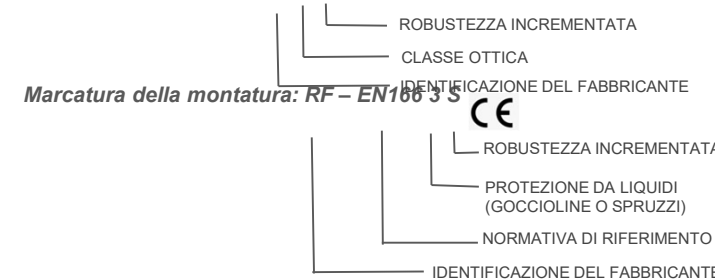 ROBUSTEZZA INCREMENTATA
CLASSE OTTICA
IDENTIFICAZIONE DEL FABBRICANTE
Marcatura della montatura: RF – EN166 3 S CE
ROBUSTEZZA INCREMENTATA
PROTEZIONE DA LIQUIDI
(GOCCIOLINE O SPRUZZI)
NORMATIVA DI RIFERIMENTO
IDENTIFICAZIONE DEL FABBRICANTE